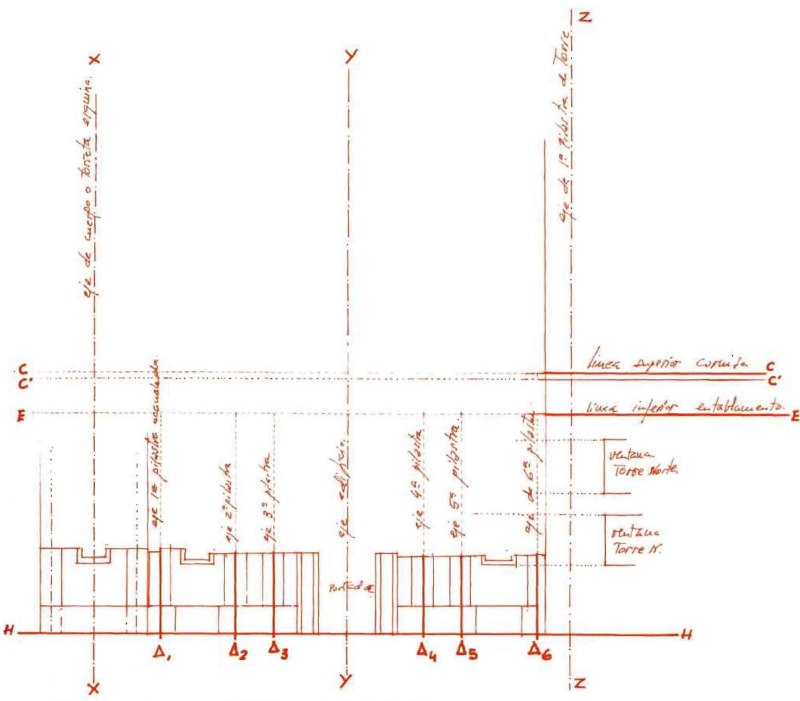 Z
X
Y
eje de cuerpo o torreta esquina.
eje de 1ª Pilastra de Torre.
C
C'
línea superior cornisa
C
C'
E
línea inferior entablamento.
E
eje 1ª pilastra acanalada.
eje 2ª pilastra
eje 3ª pilastra
eje edificio.
eje 4ª pilastra
eje 5ª pilastra.
eje de 6ª pilastra
ventana
Torre Norte
ventana
Torre N.
Portada
H
H
Δ1
Δ2
Δ3
Δ4
Δ5
Δ6
X
Y
Z